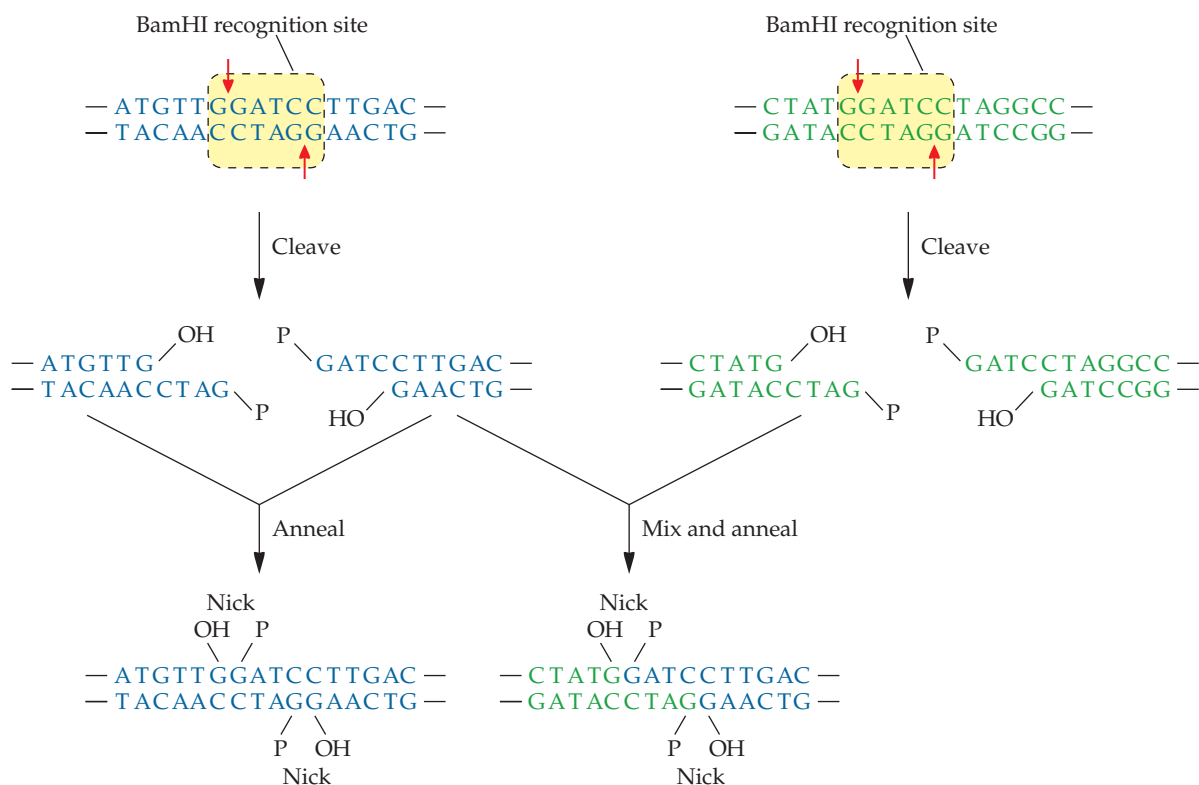 BamHI recognition site
BamHI recognition site
— ATGTTGGATCCTTGAC —
— TACAACCTAGGAACTG —
— CTATGGATCCTAGGCC —
— GATACCTAGGATCCGG —
Cleave
Cleave
OH
P
— ATGTTG
GATCCTTGAC —
— TACAACCTAG
GAACTG —
P
HO
OH
P
— CTATG
GATCCTAGGCC —
— GATACCTAG
GATCCGG —
P
HO
Anneal
Mix and anneal
Nick
OH P
— ATGTTGGATCCTTGAC —
— TACAACCTAGGAACTG —
P OH
Nick
Nick
OH P
— CTATGGATCCTTGAC —
— GATACCTAGGAACTG —
P OH
Nick